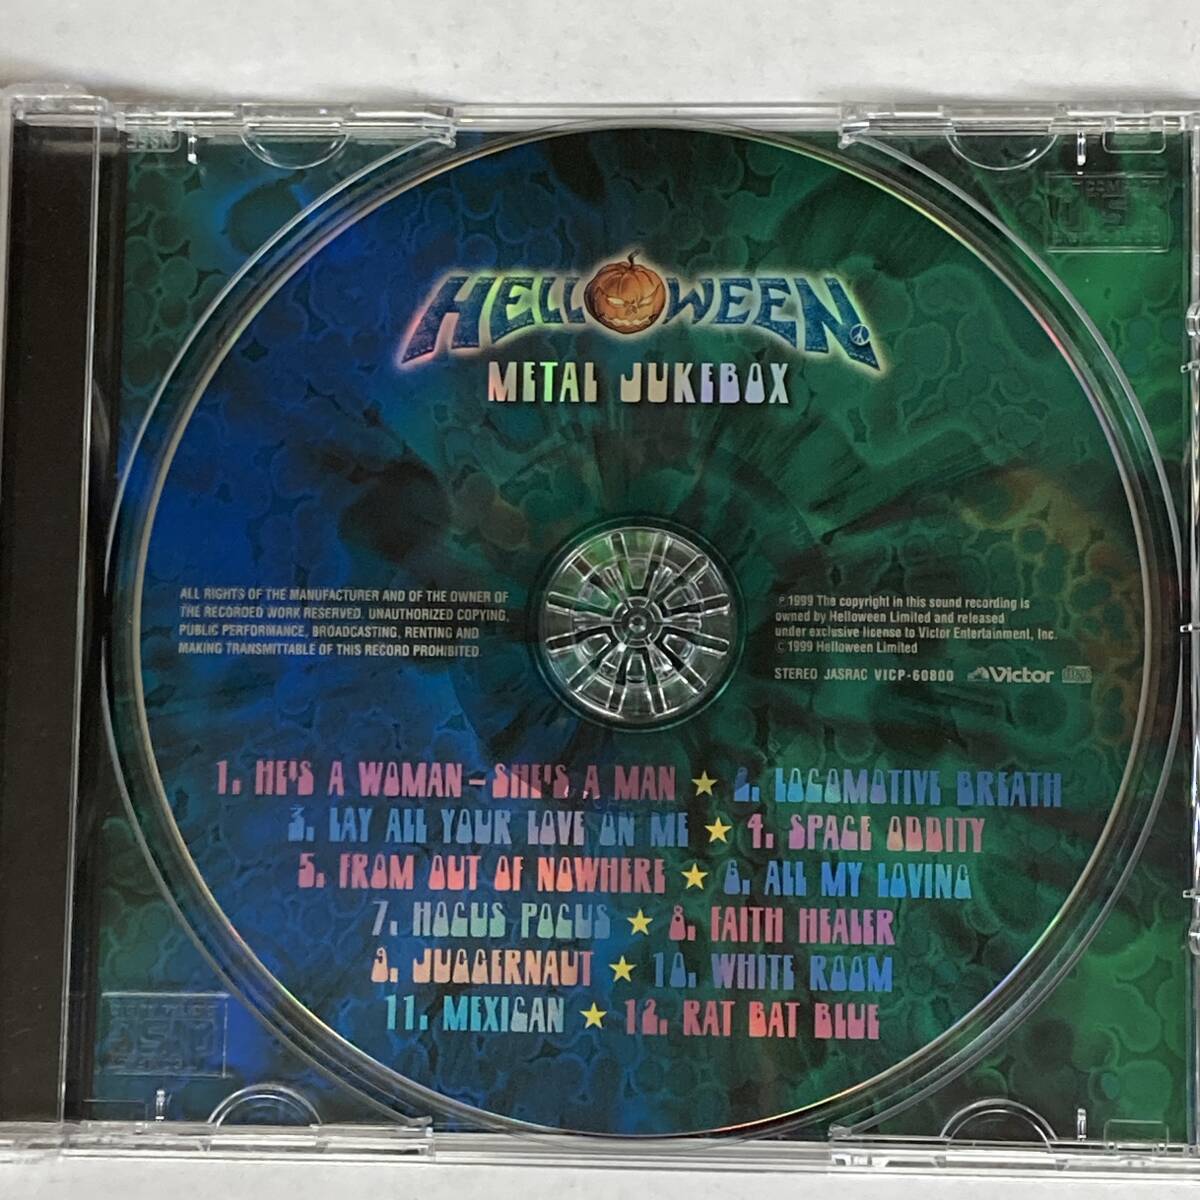 HELLOWEEN
METAL JUKEBOX
ALL RIGHTS OF THE MANUFACTURER AND OF THE OWNER OF
THE RECORDED WORK RESERVED. UNAUTHORIZED COPYING,
PUBLIC PERFORMANCE, BROADCASTING, RENTING AND
MAKING TRANSMITTABLE OF THIS RECORD PROHIBITED.
℗ 1999 The copyright in this sound recording is
owned by Helloween Limited and released
under exclusive license to Victor Entertainment, Inc.
© 1999 Helloween Limited
STEREO JASRAC VICP-60800 Victor
1. HE'S A WOMAN – SHE'S A MAN ★ 2. LOCOMOTIVE BREATH
3. LAY ALL YOUR LOVE ON ME ★ 4. SPACE ODDITY
5. FROM OUT OF NOWHERE ★ 6. ALL MY LOVING
7. HOCUS POCUS ★ 8. FAITH HEALER
9. JUGGERNAUT ★ 10. WHITE ROOM
11. MEXICAN ★ 12. RAT BAT BLUE